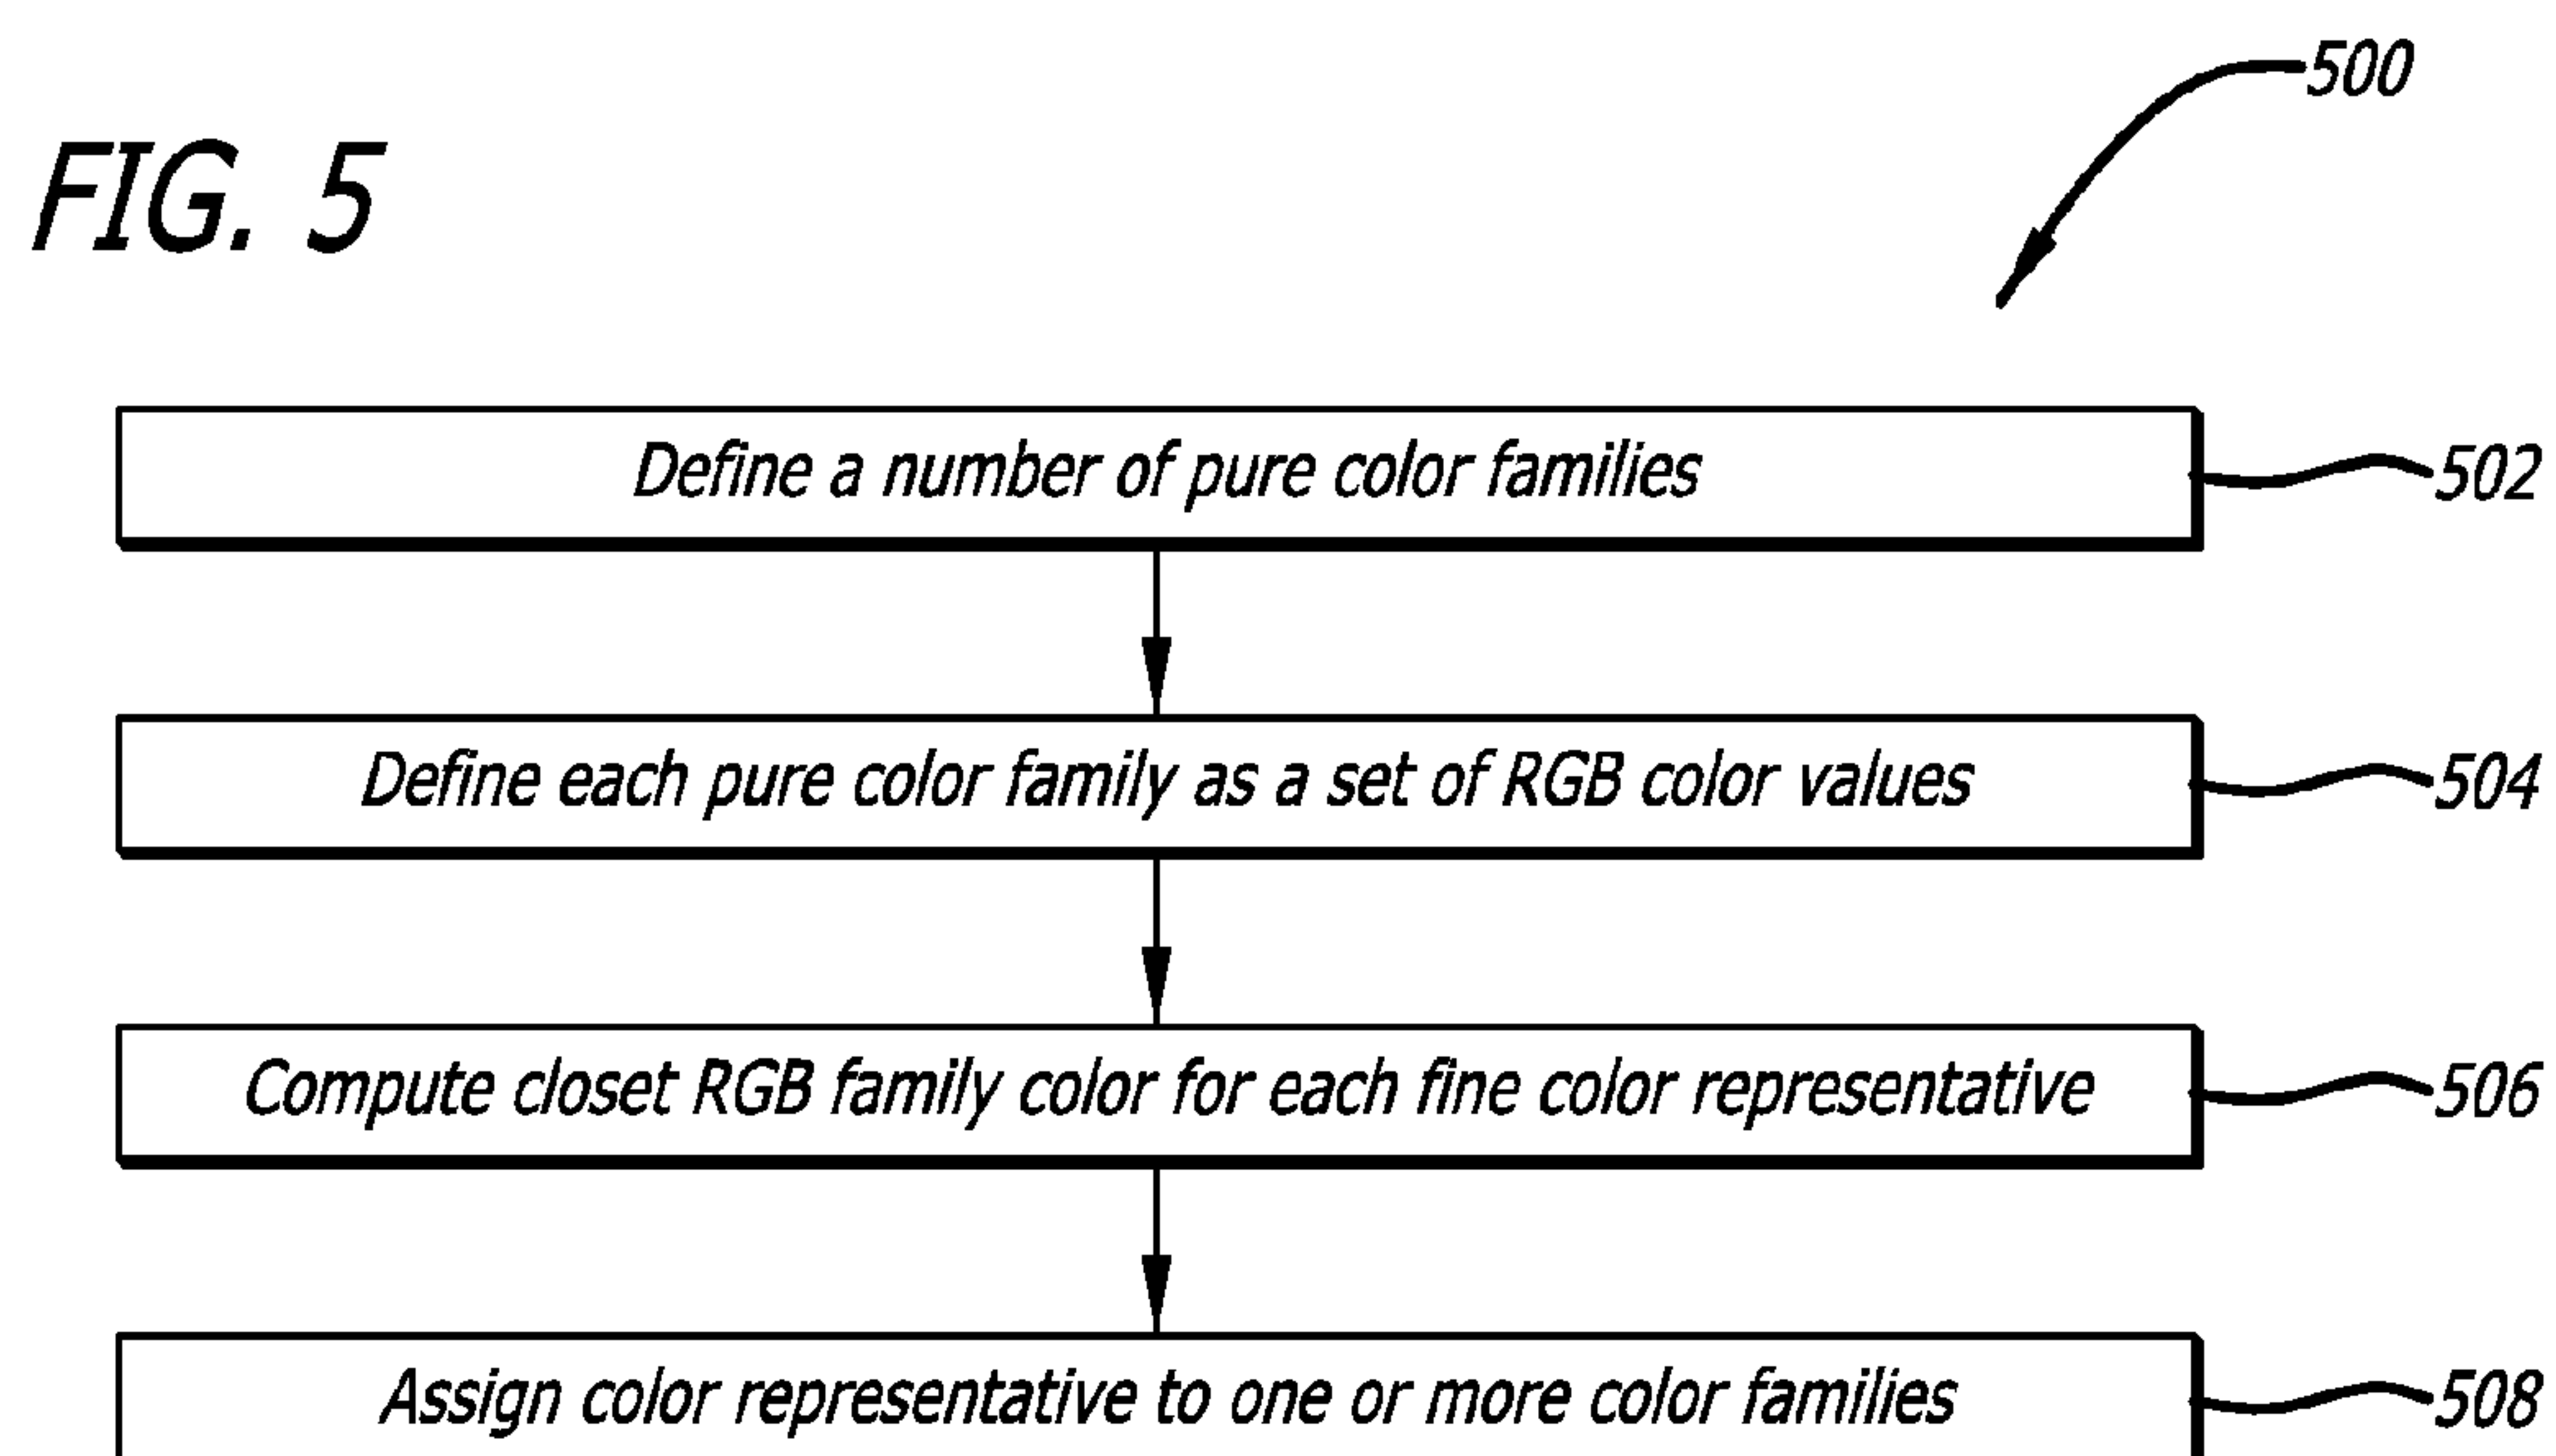 500
FIG. 5
Define a number of pure color families
502
Define each pure color family as a set of RGB color values
504
Compute closet RGB family color for each fine color representative
506
Assign color representative to one or more color families
508